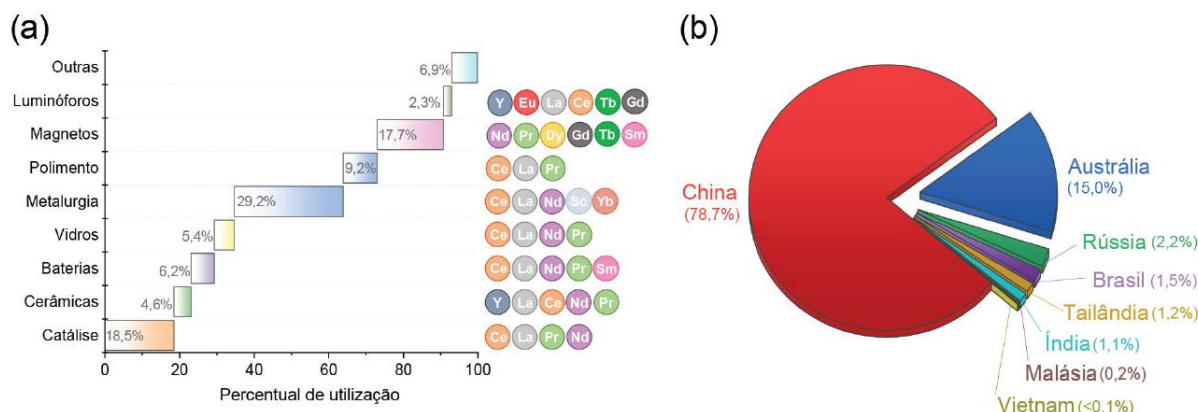 (a)
Outras 6,9%
Luminóforos 2,3% Y Eu La Ce Tb Gd
Magnetos 17,7% Nd Pr Dy Gd Tb Sm
Polimento 9,2% Ce La Pr
Metalurgia 29,2% Ce La Nd Sc Yb
Vidros 5,4% Ce La Nd Pr
Baterias 6,2% Ce La Nd Pr Sm
Cerâmicas 4,6% Y La Ce Nd Pr
Catálise 18,5% Ce La Pr Nd
0 20 40 60 80 100
Percentual de utilização
(b)
China
(78,7%)
Austrália
(15,0%)
Rússia (2,2%)
Brasil (1,5%)
Tailândia (1,2%)
Índia (1,1%)
Malásia (0,2%)
Vietnam (<0.1%)